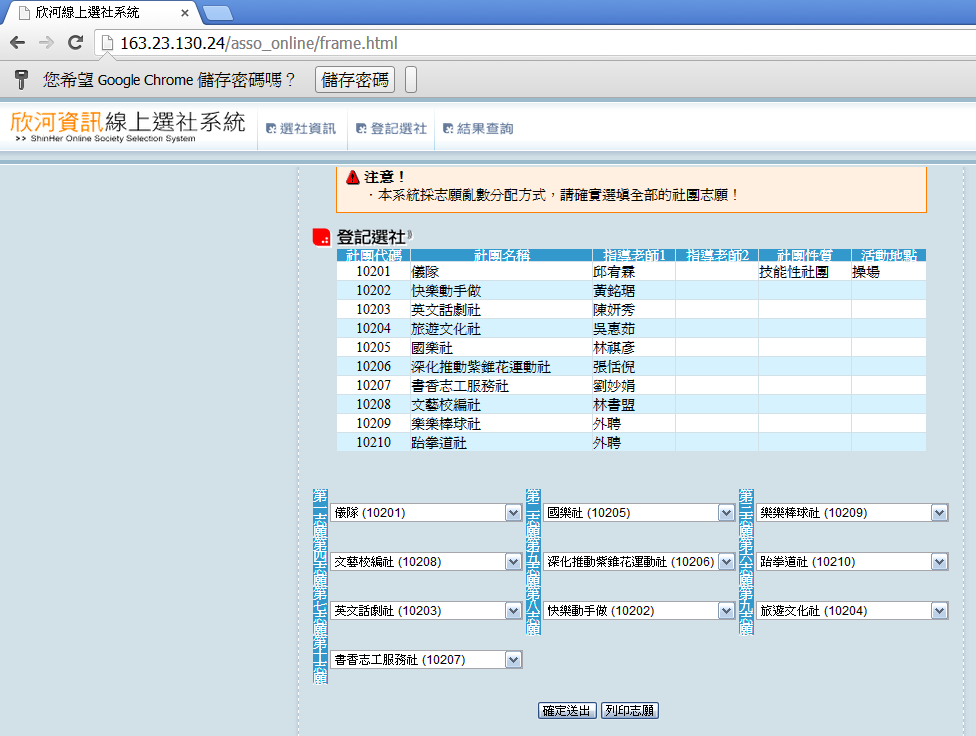 欣河線上選社系統
163.23.130.24/asso_online/frame.html
您希望 Google Chrome 儲存密碼嗎？ 儲存密碼
欣河資訊線上選社系統
>> ShinHer Online Society Selection System
選社資訊 登記選社 結果查詢
注意！
．本系統採志願亂數分配方式，請確實選填全部的社團志願！
登記選社
社團代碼 社團名稱 指導老師1 指導老師2 社團性質 活動地點
10201 儀隊 邱宥霖 技能性社團 操場
10202 快樂動手做 黃銘琚
10203 英文話劇社 陳妍秀
10204 旅遊文化社 吳惠茹
10205 國樂社 林祺彥
10206 深化推動紫錐花運動社 張恬倪
10207 書香志工服務社 劉妙娟
10208 文藝校編社 林書盟
10209 樂樂棒球社 外聘
10210 跆拳道社 外聘
第一志願 儀隊 (10201) 第二志願 國樂社 (10205) 第三志願 樂樂棒球社 (10209)
第四志願 文藝校編社 (10208) 第五志願 深化推動紫錐花運動社 (10206) 第六志願 跆拳道社 (10210)
第七志願 英文話劇社 (10203) 第八志願 快樂動手做 (10202) 第九志願 旅遊文化社 (10204)
第十志願 書香志工服務社 (10207)
確定送出 列印志願